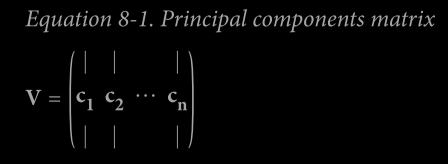 Equation 8-1. Principal components matrix
| | |
V = ( c₁ c₂ ⋯ cₙ )
| | |